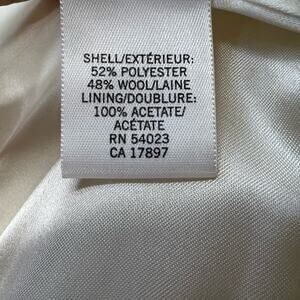 SHELL/EXTÉRIEUR:
52% POLYESTER
48% WOOL/LAINE
LINING/DOUBLURE:
100% ACETATE/
ACÉTATE
RN 54023
CA 17897